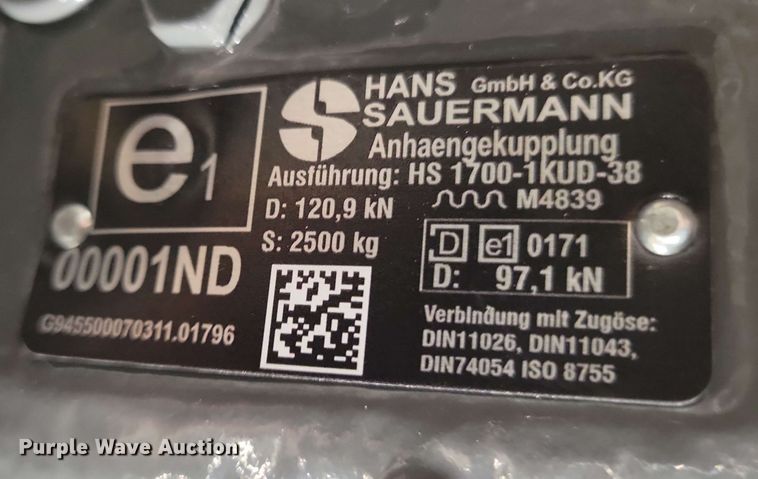 e1
00001ND
G945500070311.01796
HANS GmbH & Co.KG
SAUERMANN
Anhaengekupplung
Ausführung: HS 1700-1KUD-38
D: 120,9 kN
M4839
S: 2500 kg
D e1 0171
D: 97,1 kN
Verbindung mit Zugöse:
DIN11026, DIN11043,
DIN74054 ISO 8755
Purple Wave Auction